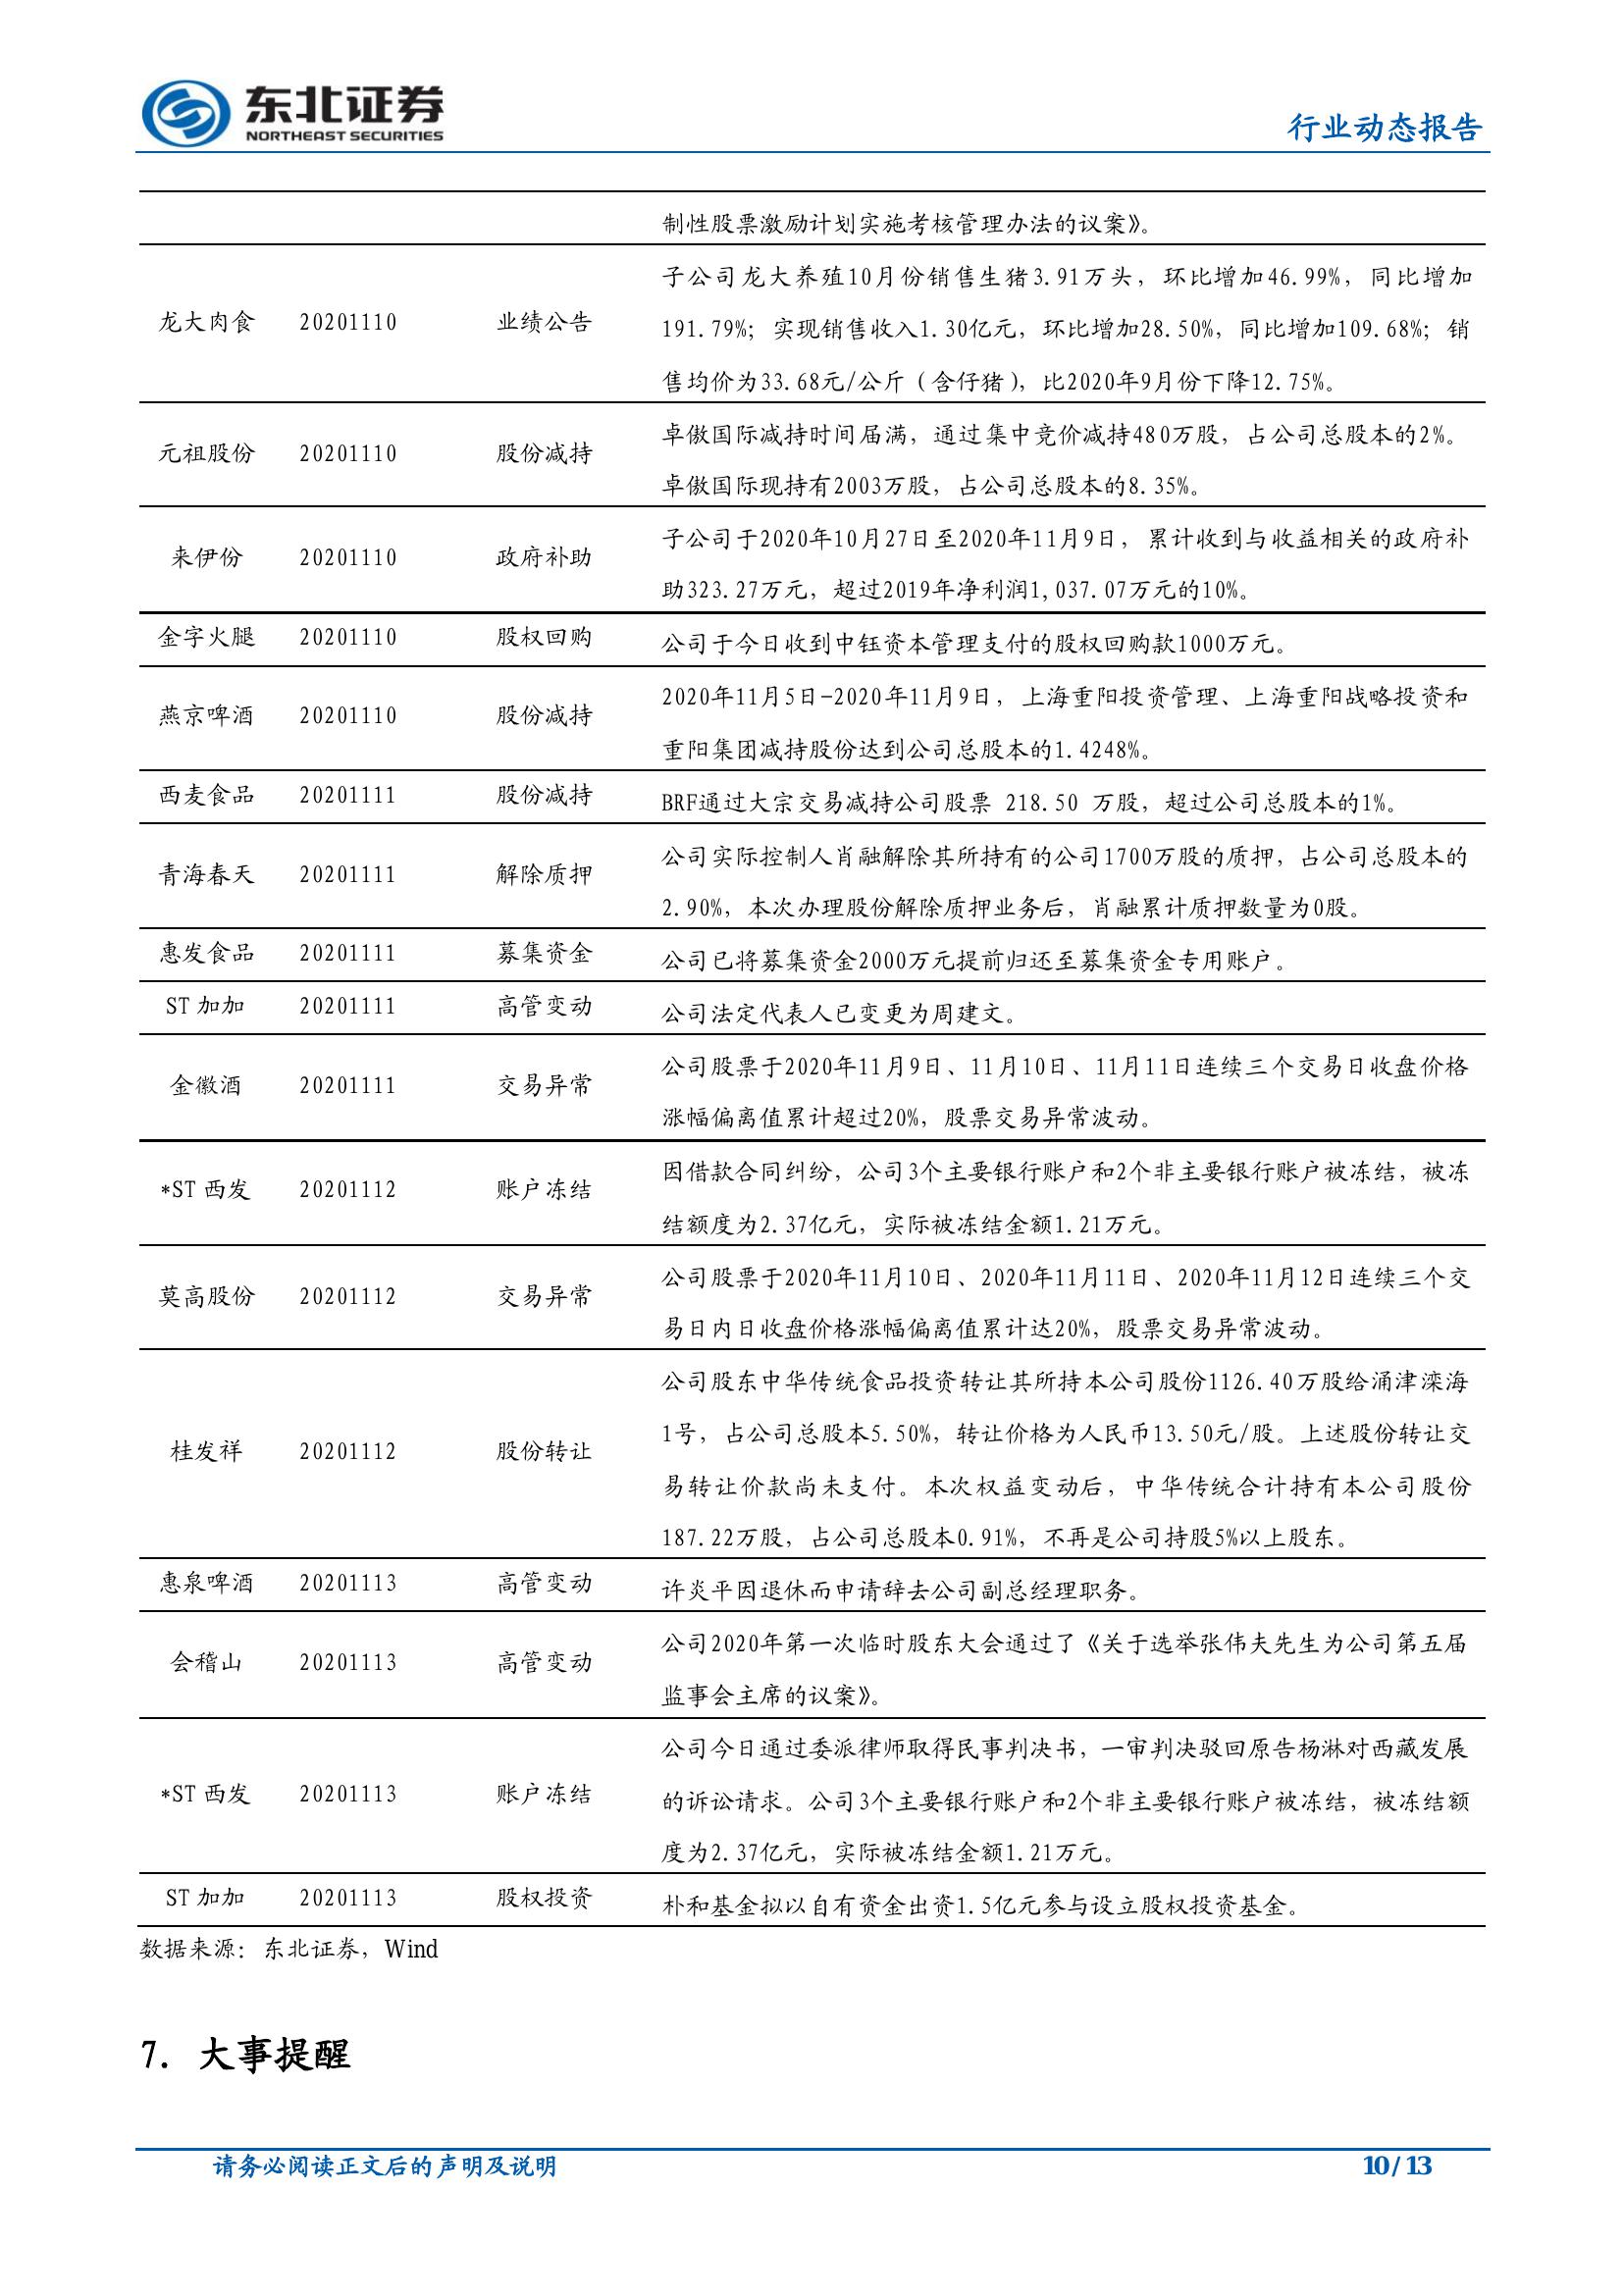 东北证券
NORTHEAST SECURITIES
行业动态报告
制性股票激励计划实施考核管理办法的议案》。
龙大肉食 20201110 业绩公告
子公司龙大养殖10月份销售生猪3.91万头，环比增加46.99%，同比增加
191.79%；实现销售收入1.30亿元，环比增加28.50%，同比增加109.68%；销
售均价为33.68元/公斤（含仔猪），比2020年9月份下降12.75%。
元祖股份 20201110 股份减持
卓傲国际减持时间届满，通过集中竞价减持480万股，占公司总股本的2%。
卓傲国际现持有2003万股，占公司总股本的8.35%。
来伊份 20201110 政府补助
子公司于2020年10月27日至2020年11月9日，累计收到与收益相关的政府补
助323.27万元，超过2019年净利润1,037.07万元的10%。
金字火腿 20201110 股权回购 公司于今日收到中钰资本管理支付的股权回购款1000万元。
燕京啤酒 20201110 股份减持
2020年11月5日-2020年11月9日，上海重阳投资管理、上海重阳战略投资和
重阳集团减持股份达到公司总股本的1.4248%。
西麦食品 20201111 股份减持 BRF通过大宗交易减持公司股票 218.50 万股，超过公司总股本的1%。
青海春天 20201111 解除质押
公司实际控制人肖融解除其所持有的公司1700万股的质押，占公司总股本的
2.90%，本次办理股份解除质押业务后，肖融累计质押数量为0股。
惠发食品 20201111 募集资金 公司已将募集资金2000万元提前归还至募集资金专用账户。
ST 加加 20201111 高管变动 公司法定代表人已变更为周建文。
金徽酒 20201111 交易异常
公司股票于2020年11月9日、11月10日、11月11日连续三个交易日收盘价格
涨幅偏离值累计超过20%，股票交易异常波动。
*ST 西发 20201112 账户冻结
因借款合同纠纷，公司3个主要银行账户和2个非主要银行账户被冻结，被冻
结额度为2.37亿元，实际被冻结金额1.21万元。
莫高股份 20201112 交易异常
公司股票于2020年11月10日、2020年11月11日、2020年11月12日连续三个交
易日内日收盘价格涨幅偏离值累计达20%，股票交易异常波动。
桂发祥 20201112 股份转让
公司股东中华传统食品投资转让其所持本公司股份1126.40万股给涌津滦海
1号，占公司总股本5.50%，转让价格为人民币13.50元/股。上述股份转让交
易转让价款尚未支付。本次权益变动后，中华传统合计持有本公司股份
187.22万股，占公司总股本0.91%，不再是公司持股5%以上股东。
惠泉啤酒 20201113 高管变动 许炎平因退休而申请辞去公司副总经理职务。
会稽山 20201113 高管变动
公司2020年第一次临时股东大会通过了《关于选举张伟夫先生为公司第五届
监事会主席的议案》。
*ST 西发 20201113 账户冻结
公司今日通过委派律师取得民事判决书，一审判决驳回原告杨淋对西藏发展
的诉讼请求。公司3个主要银行账户和2个非主要银行账户被冻结，被冻结额
度为2.37亿元，实际被冻结金额1.21万元。
ST 加加 20201113 股权投资 朴和基金拟以自有资金出资1.5亿元参与设立股权投资基金。
数据来源：东北证券，Wind
7. 大事提醒
请务必阅读正文后的声明及说明 10 / 13